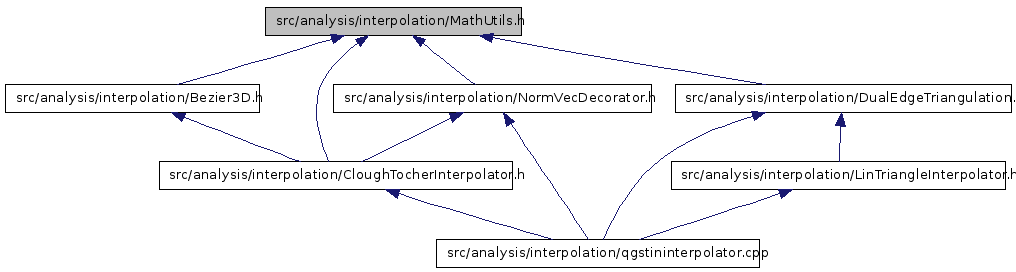 src/analysis/interpolation/MathUtils.h
src/analysis/interpolation/Bezier3D.h
src/analysis/interpolation/NormVecDecorator.h
src/analysis/interpolation/DualEdgeTriangulation.
src/analysis/interpolation/CloughTocherInterpolator.h
src/analysis/interpolation/LinTriangleInterpolator.h
src/analysis/interpolation/qgstininterpolator.cpp